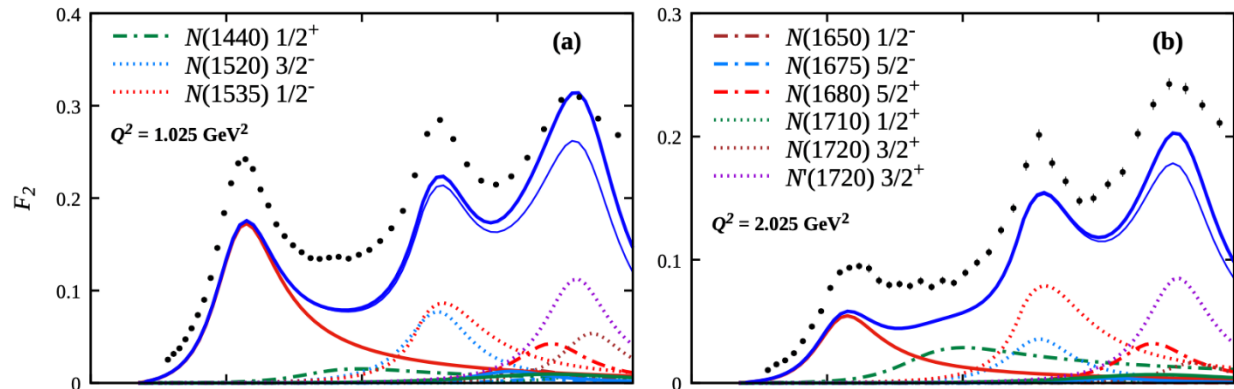 0.4
0.3
0.2
0.1
0
F₂
N(1440) 1/2⁺
N(1520) 3/2⁻
N(1535) 1/2⁻
(a)
Q² = 1.025 GeV²
0.3
0.2
0.1
0
N(1650) 1/2⁻
N(1675) 5/2⁻
N(1680) 5/2⁺
N(1710) 1/2⁺
N(1720) 3/2⁺
N'(1720) 3/2⁺
(b)
Q² = 2.025 GeV²